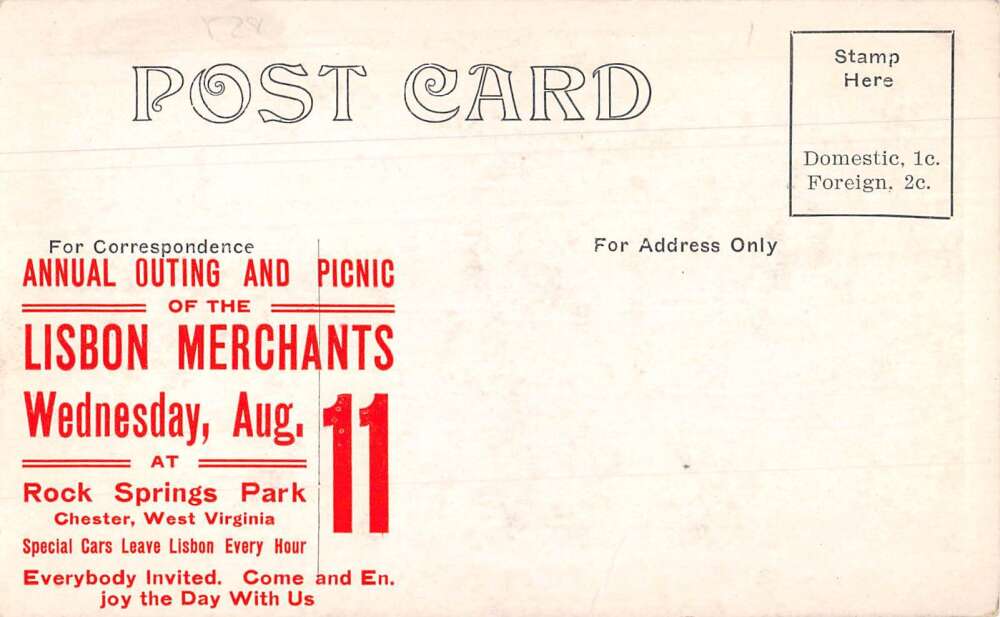 POST CARD
Stamp
Here
Domestic, 1c.
Foreign, 2c.
For Correspondence
For Address Only
ANNUAL OUTING AND PICNIC
OF THE
LISBON MERCHANTS
Wednesday, Aug. 11
AT
Rock Springs Park
Chester, West Virginia
Special Cars Leave Lisbon Every Hour
Everybody Invited. Come and En.
joy the Day With Us